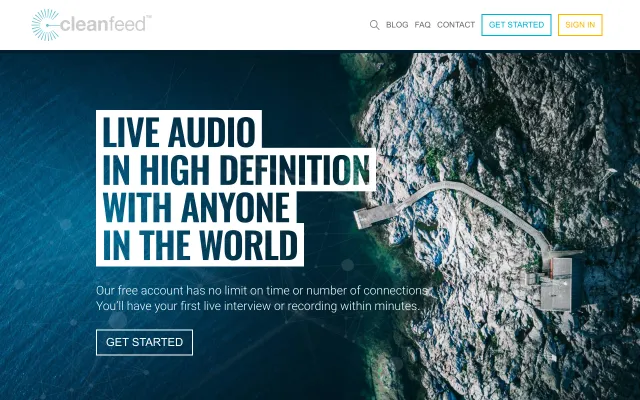 cleanfeed™
BLOG FAQ CONTACT GET STARTED SIGN IN
LIVE AUDIO
IN HIGH DEFINITION
WITH ANYONE
IN THE WORLD
Our free account has no limit on time or number of connections.
You'll have your first live interview or recording within minutes.
GET STARTED